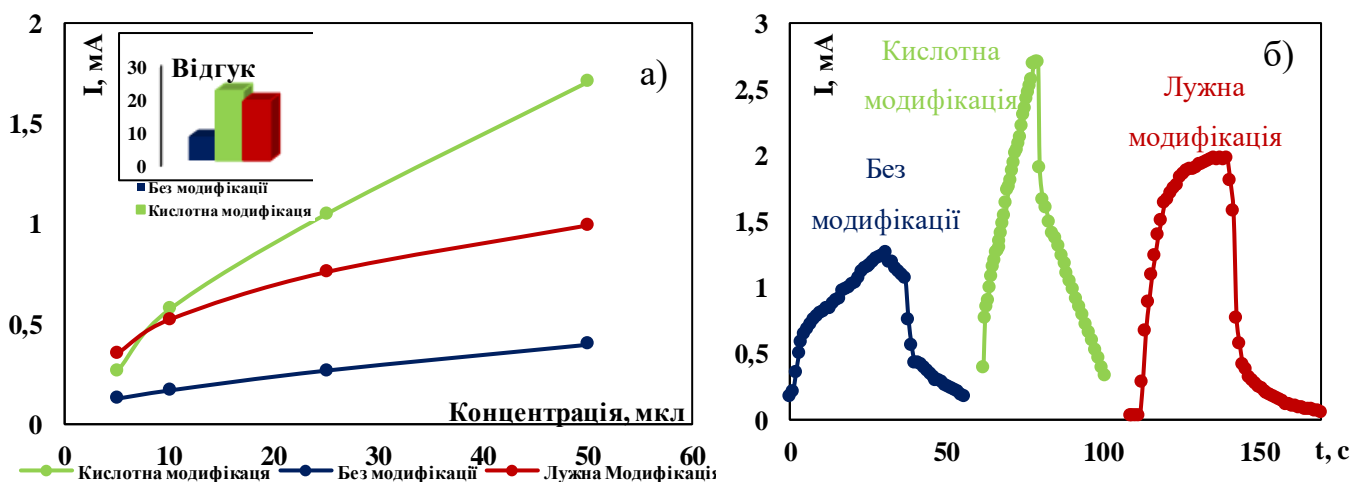 2
I, мА
а)
Відгук
30
20
10
0
Без модифікації
Кислотна модифікаця
1,5
1
0,5
0
Концентрація, мкл
0
10
20
30
40
50
60
Кислотна модифікаця
Без модифікації
Лужна Модифікація
3
I, мА
б)
Кислотна
модифікація
Лужна
модифікація
Без
модифікації
2,5
2
1,5
1
0,5
0
0
50
100
150
t, с